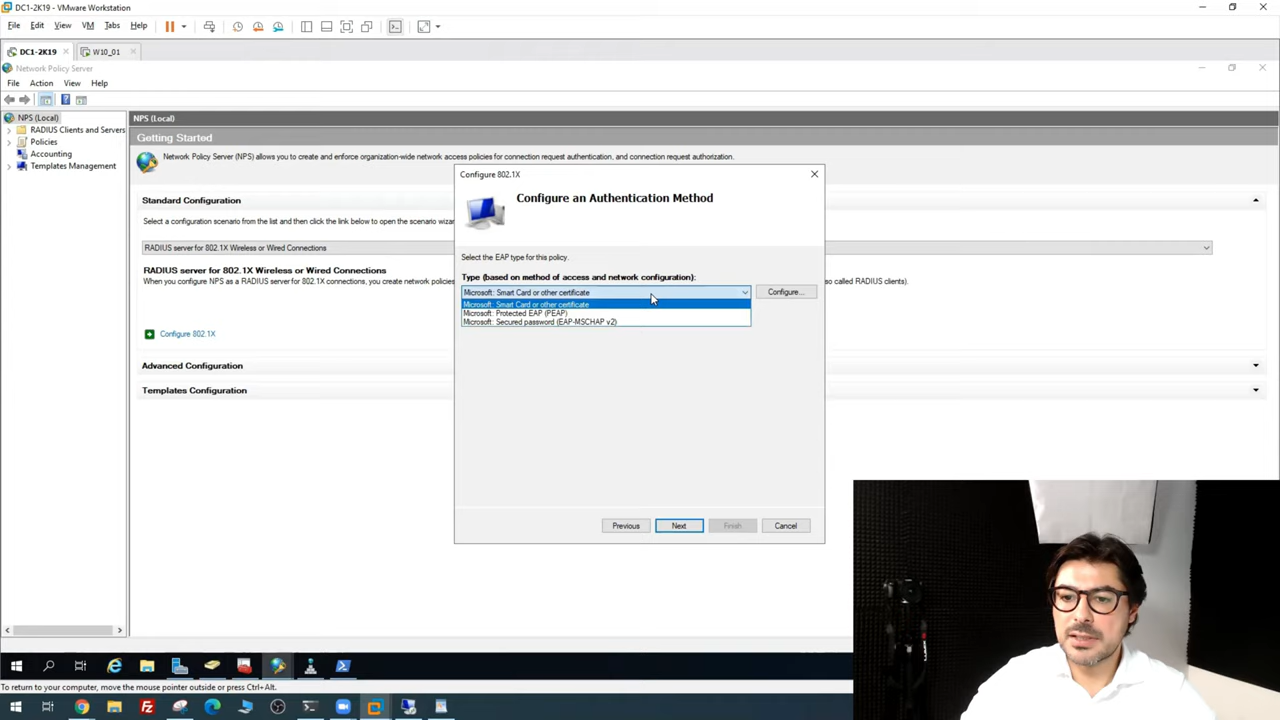 DC1-2K19 - VMware Workstation
File Edit View VM Tabs Help
DC1-2K19 W10_01
Network Policy Server
File Action View Help
NPS (Local)
RADIUS Clients and Servers
Policies
Accounting
Templates Management
NPS (Local)
Getting Started
Network Policy Server (NPS) allows you to create and enforce organization-wide network access policies for connection request authentication, and connection request authorization.
Standard Configuration
Select a configuration scenario from the list and then click the link below to open the scenario wiz
RADIUS server for 802.1X Wireless or Wired Connections
RADIUS server for 802.1X Wireless or Wired Connections
When you configure NPS as a RADIUS server for 802.1X connections, you create network policies
so called RADIUS clients).
Configure 802.1X
Advanced Configuration
Templates Configuration
Configure 802.1X
Configure an Authentication Method
Select the EAP type for this policy.
Type (based on method of access and network configuration):
Microsoft: Smart Card or other certificate
Configure...
Microsoft: Smart Card or other certificate
Microsoft: Protected EAP (PEAP)
Microsoft: Secured password (EAP-MSCHAP v2)
Previous Next Finish Cancel
To return to your computer, move the mouse pointer outside or press Ctrl+Alt.